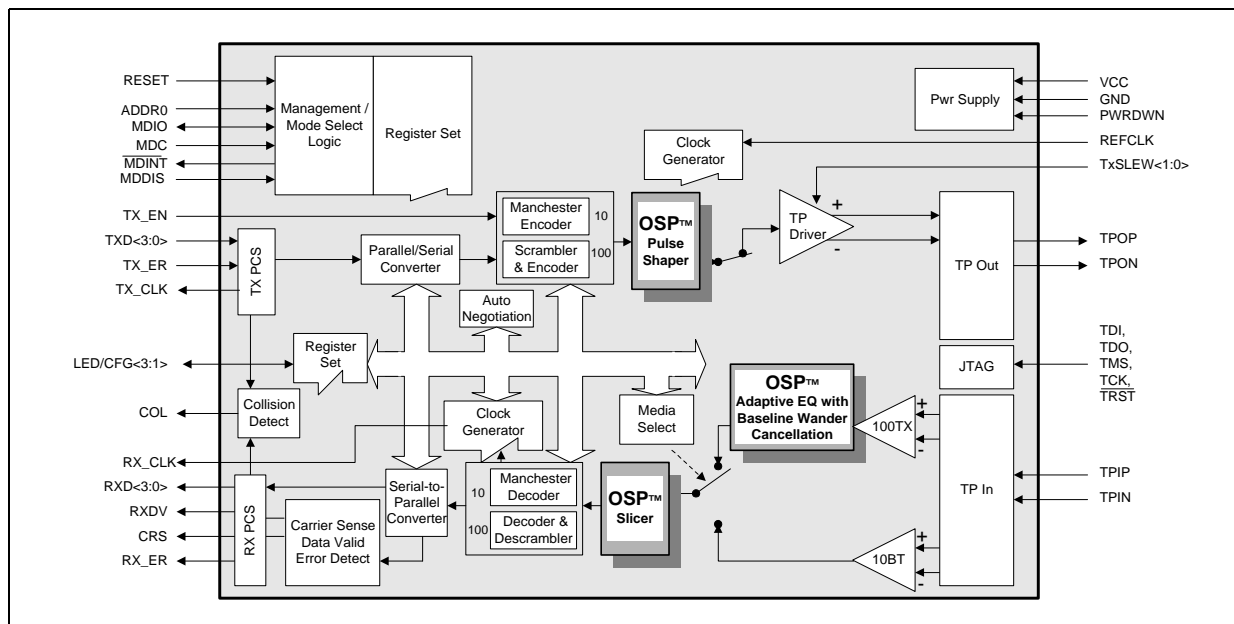 RESET
ADDR0
MDIO
MDC
MDINT
MDDIS
Management /
Mode Select
Logic
Register Set
Pwr Supply
VCC
GND
PWRDWN
Clock
Generator
REFCLK
TxSLEW<1:0>
TX_EN
TXD<3:0>
TX_ER
TX_CLK
TX PCS
Parallel/Serial
Converter
Manchester
Encoder
10
Scrambler
& Encoder
100
OSP™
Pulse
Shaper
TP
Driver
+
-
TP Out
TPOP
TPON
Auto
Negotiation
LED/CFG<3:1>
Register
Set
JTAG
TDI,
TDO,
TMS,
TCK,
TRST
COL
Collision
Detect
Clock
Generator
Media
Select
OSP™
Adaptive EQ with
Baseline Wander
Cancellation
100TX
+
-
RX_CLK
RXD<3:0>
RXDV
CRS
RX_ER
RX PCS
Carrier Sense
Data Valid
Error Detect
Serial-to-
Parallel
Converter
10
Manchester
Decoder
100
Decoder &
Descrambler
OSP™
Slicer
10BT
+
-
TP In
TPIP
TPIN